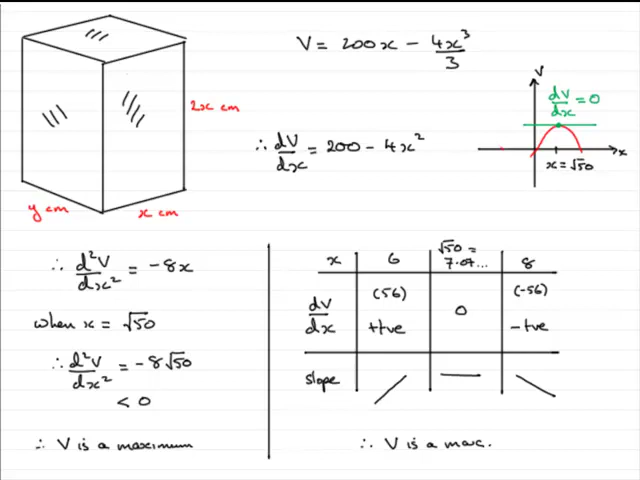 V = 200x - 4x³/3
V
dV/dx = 0
2x cm
∴ dV/dx = 200 - 4x²
x
x = √50
y cm
x cm
∴ d²V/dx² = -8x
when x = √50
∴ d²V/dx² = -8√50
< 0
∴ V is a maximum
x 6 √50 = 7.07... 8
dV/dx (56) +tve 0 (-56) -tve
slope
∴ V is a max.